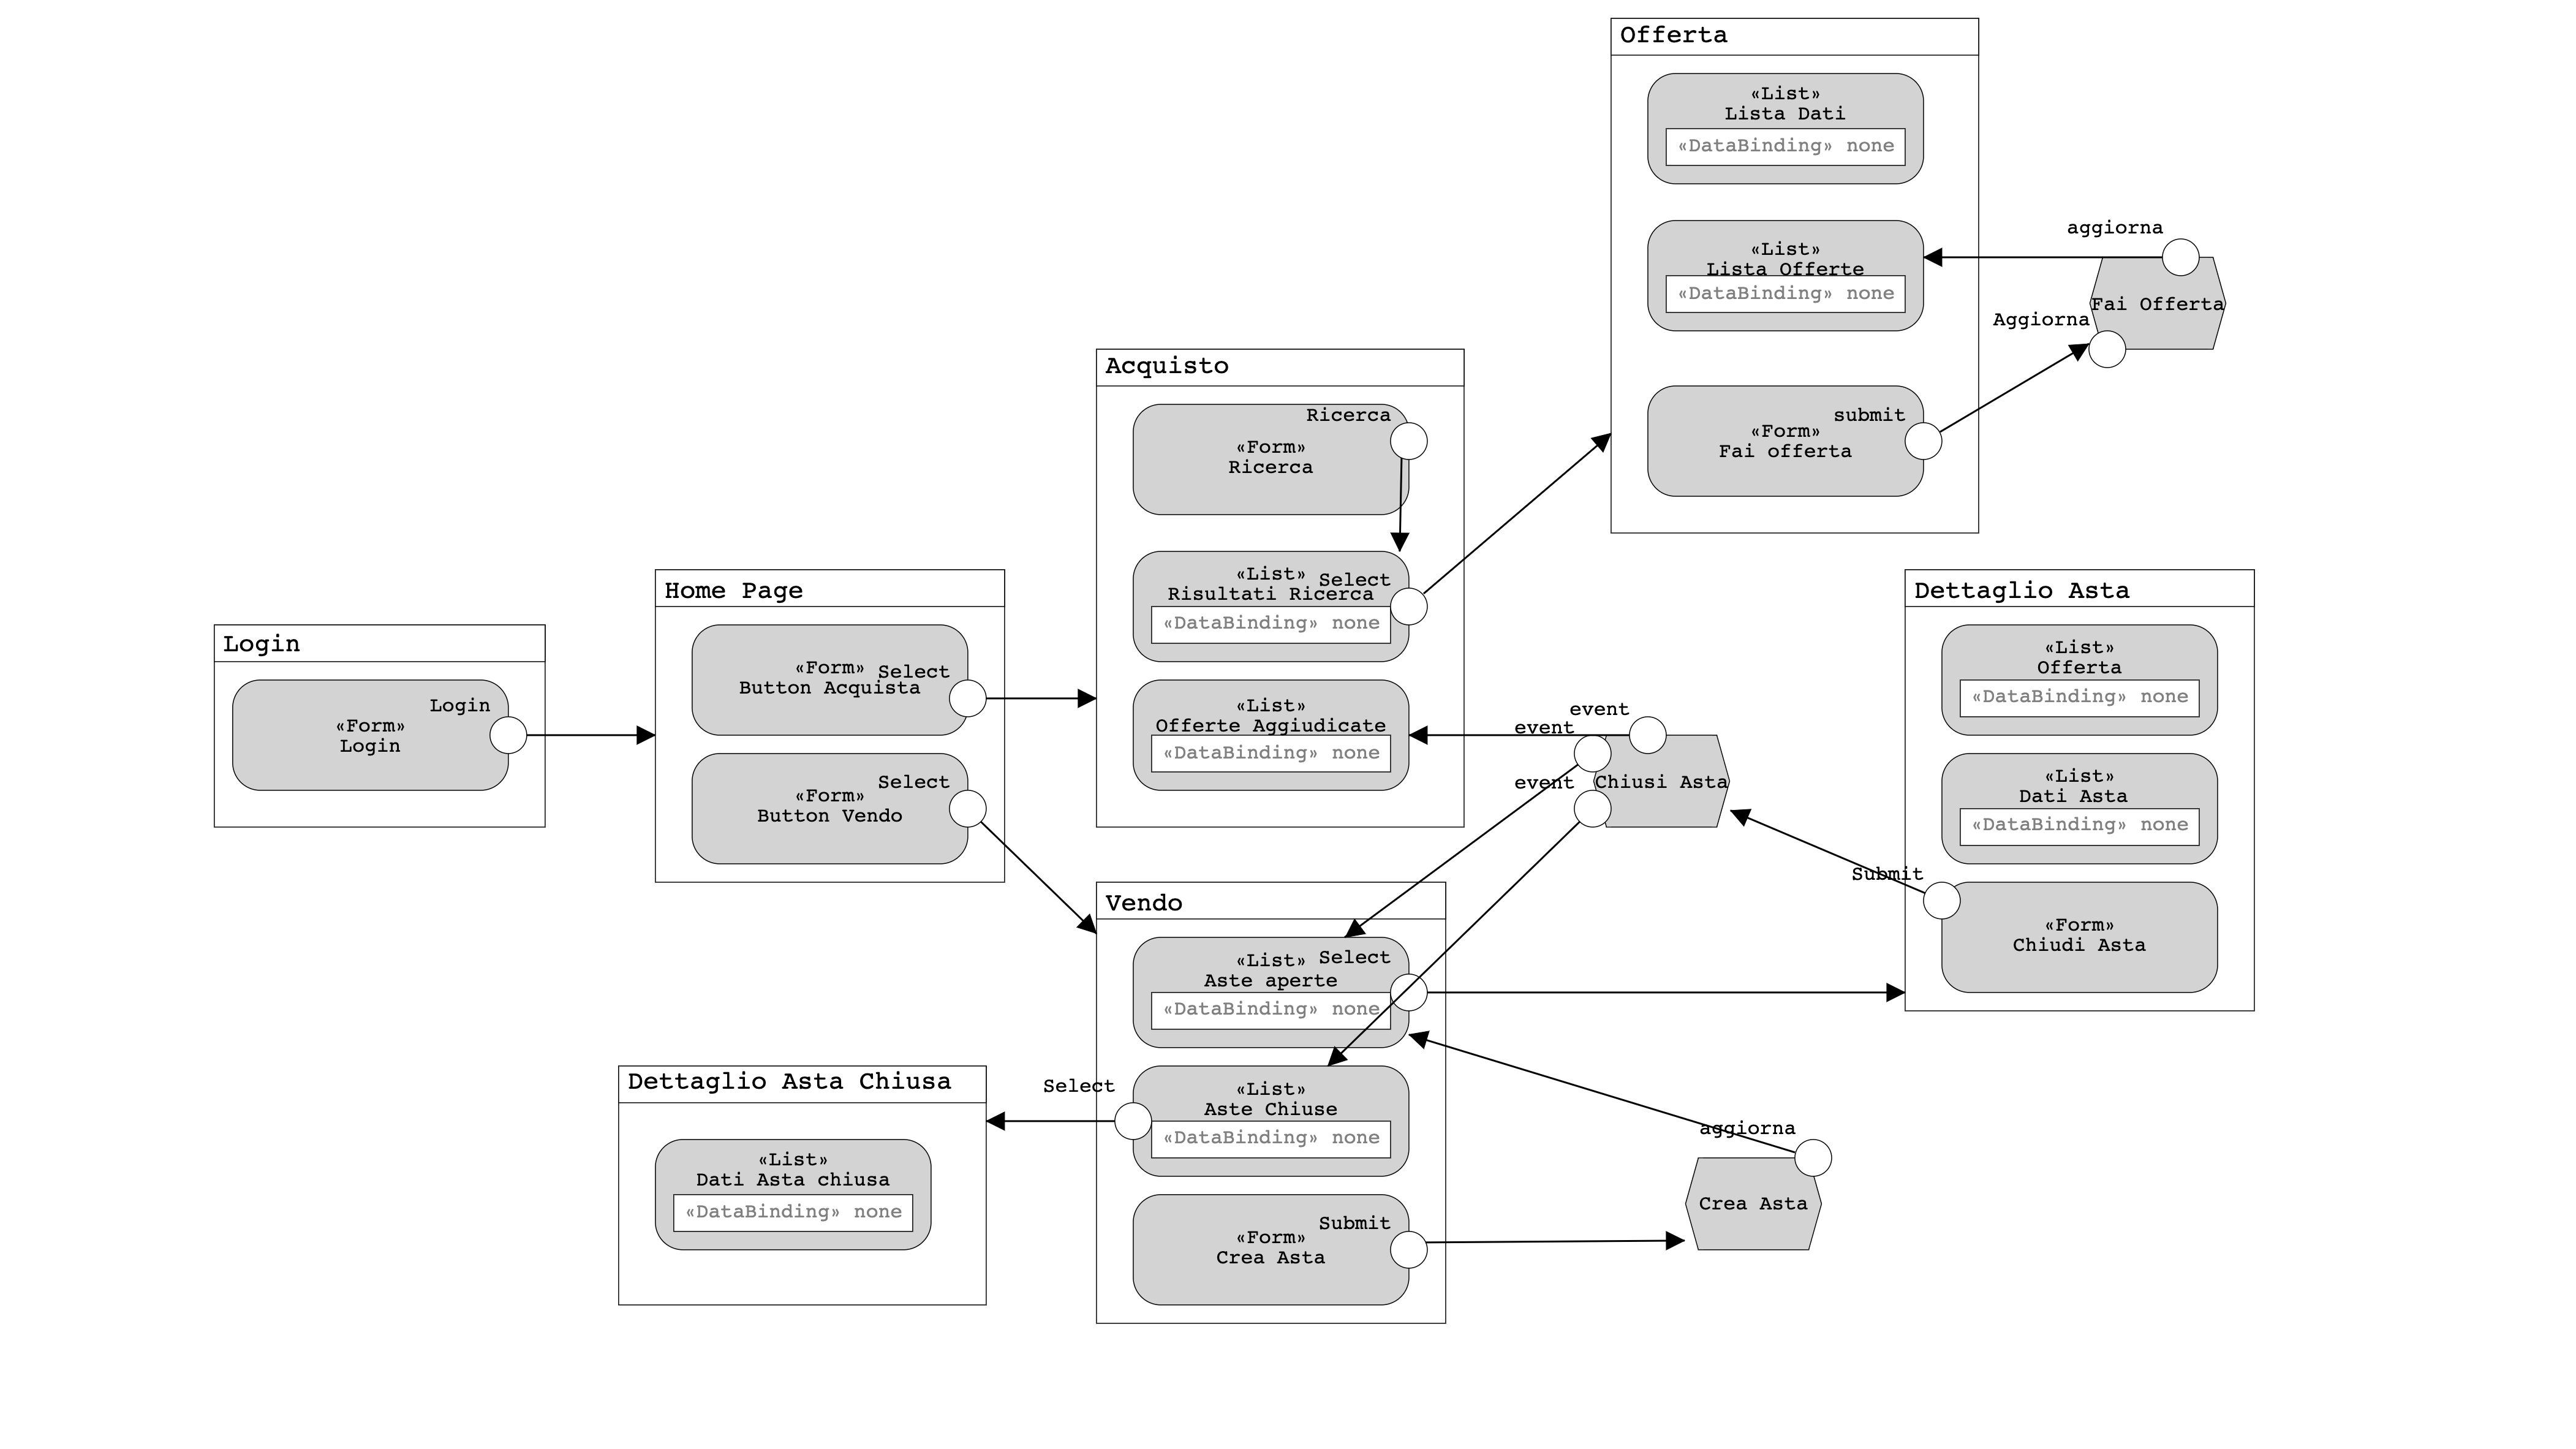 Offerta
«List»
Lista Dati
«DataBinding» none
«List»
Lista Offerte
«DataBinding» none
submit
«Form»
Fai offerta
aggiorna
Fai Offerta
Aggiorna
Acquisto
Ricerca
«Form»
Ricerca
«List»
Select
Risultati Ricerca
«DataBinding» none
«List»
Offerte Aggiudicate
«DataBinding» none
Home Page
«Form»
Select
Button Acquista
Select
«Form»
Button Vendo
Login
Login
«Form»
Login
event
event
event
Chiusi Asta
Dettaglio Asta
«List»
Offerta
«DataBinding» none
«List»
Dati Asta
«DataBinding» none
Submit
«Form»
Chiudi Asta
Vendo
«List»
Select
Aste aperte
«DataBinding» none
Select
«List»
Aste Chiuse
«DataBinding» none
Submit
«Form»
Crea Asta
Dettaglio Asta Chiusa
«List»
Dati Asta chiusa
«DataBinding» none
aggiorna
Crea Asta